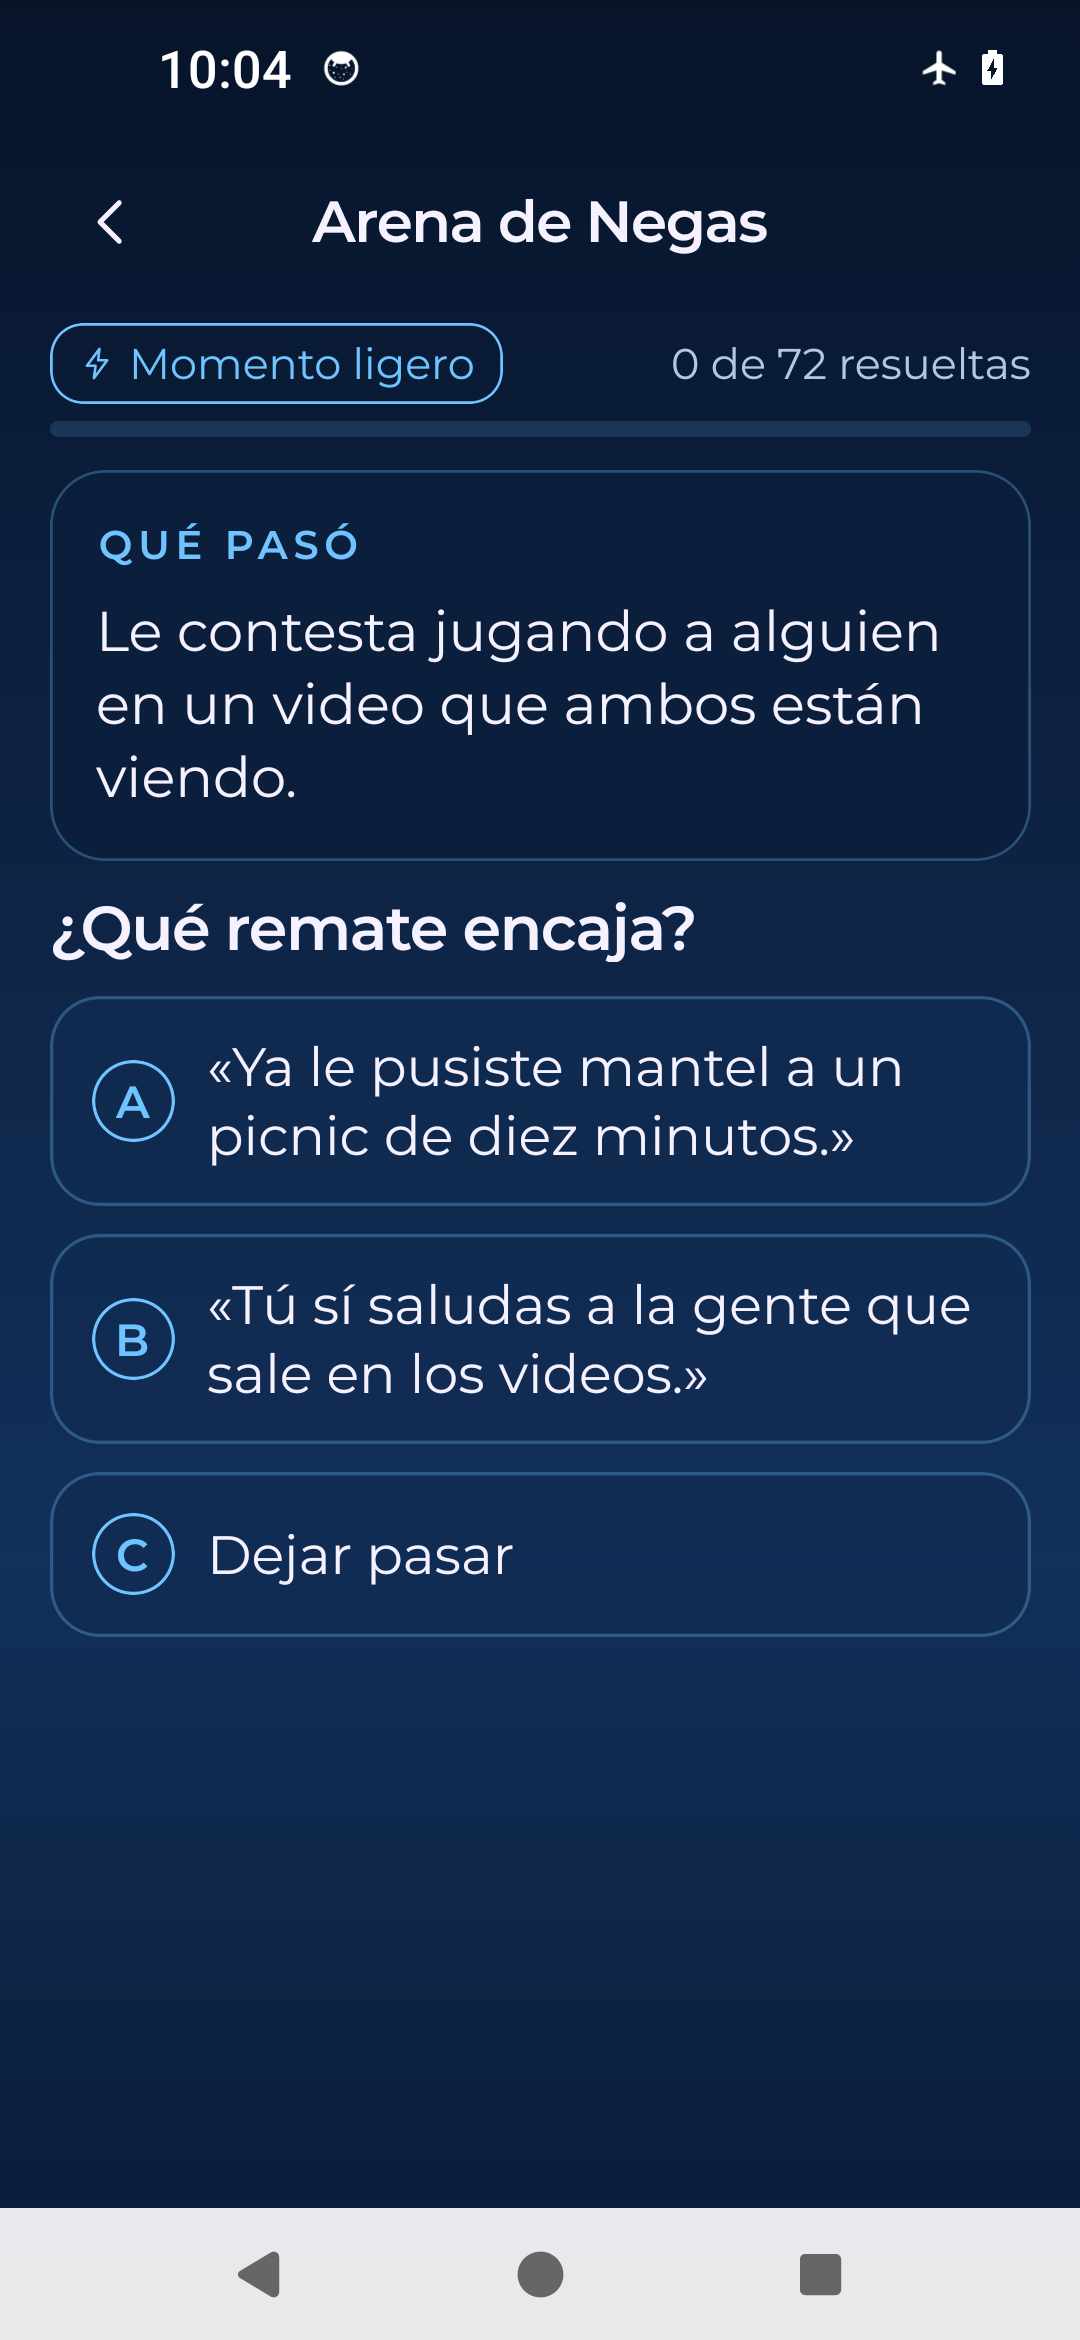 10:04
Arena de Negas
Momento ligero
0 de 72 resueltas
QUÉ PASÓ
Le contesta jugando a alguien
en un video que ambos están
viendo.
¿Qué remate encaja?
A
«Ya le pusiste mantel a un
picnic de diez minutos.»
B
«Tú sí saludas a la gente que
sale en los videos.»
C
Dejar pasar